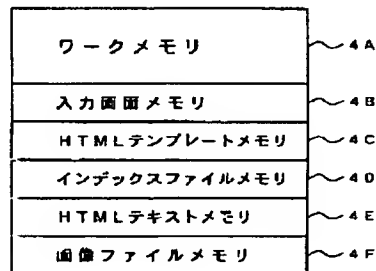 ワークメモリ 4A
入力画面メモリ 4B
HTMLテンプレートメモリ 4C
インデックスファイルメモリ 4D
HTMLテキストメモリ 4E
画像ファイルメモリ 4F